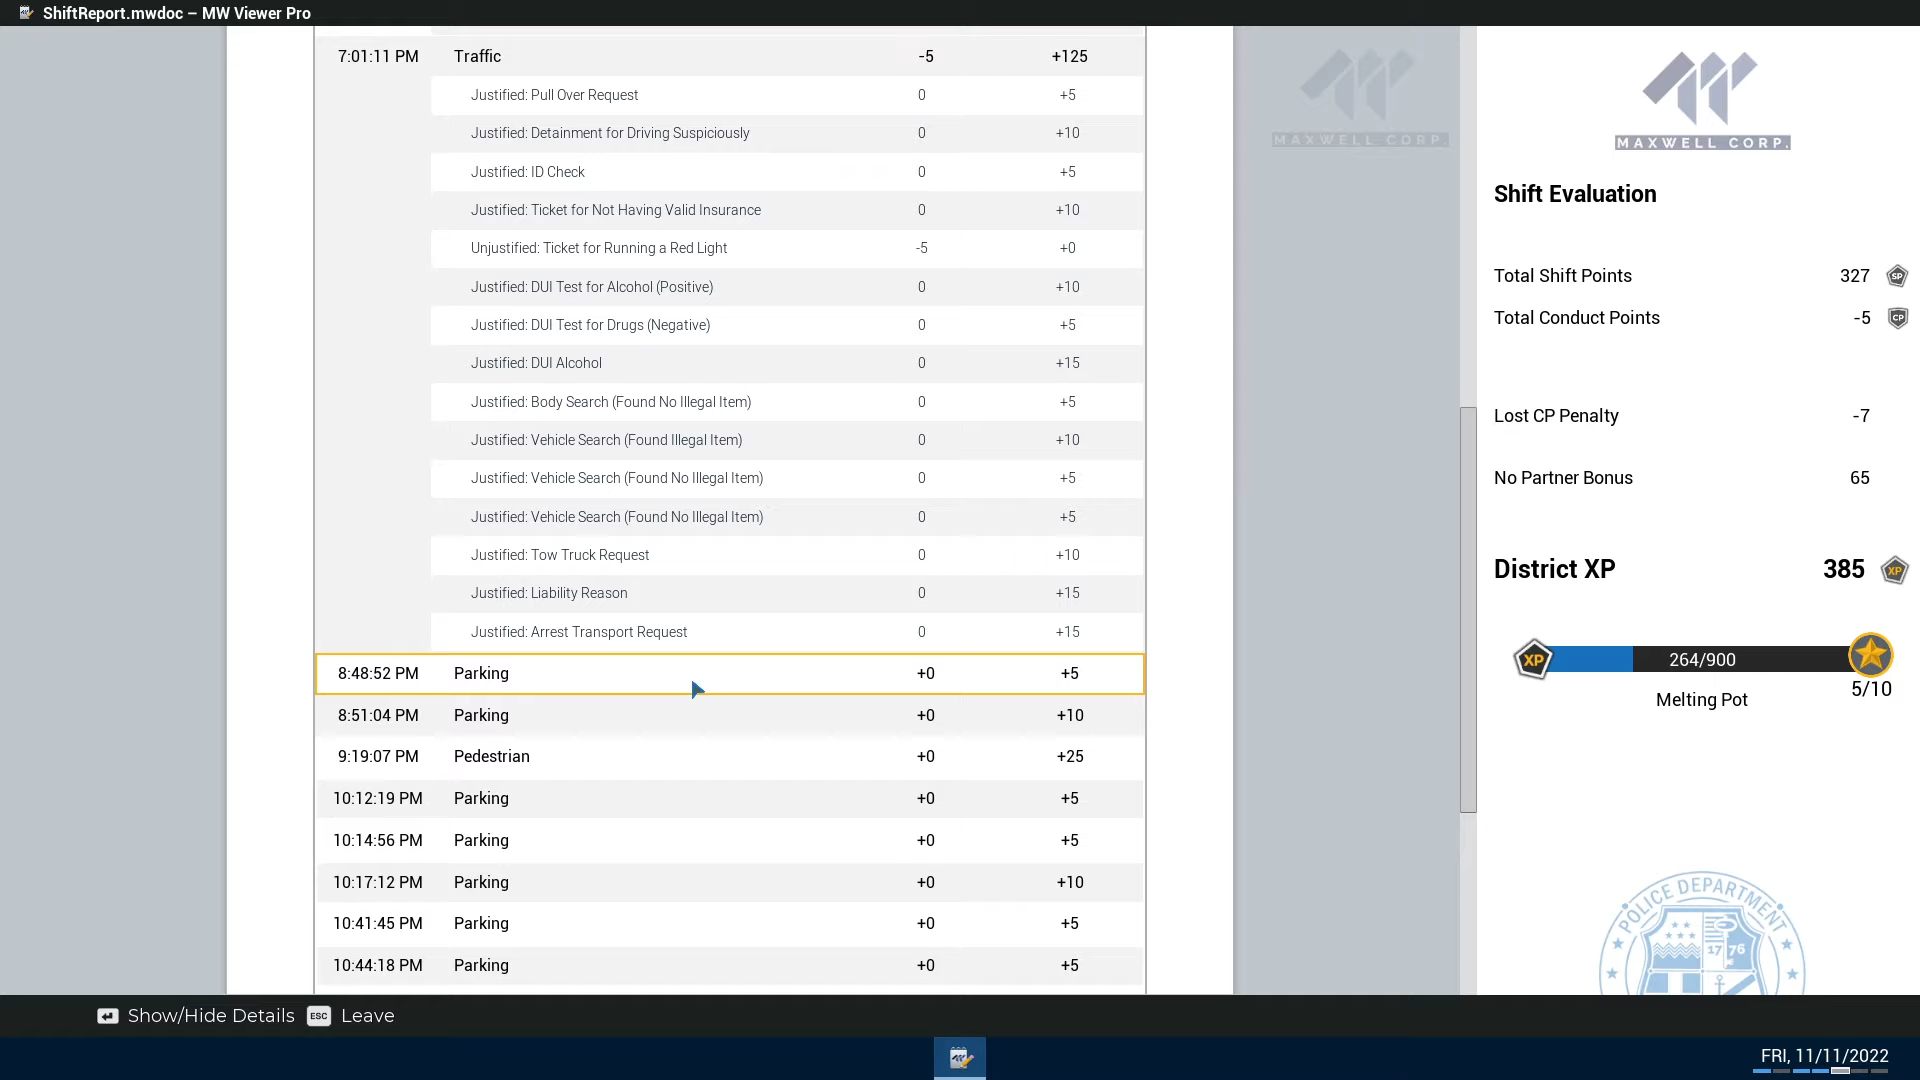 ShiftReport.mwdoc – MW Viewer Pro
7:01:11 PM Traffic -5 +125
Justified: Pull Over Request 0 +5
Justified: Detainment for Driving Suspiciously 0 +10
Justified: ID Check 0 +5
Justified: Ticket for Not Having Valid Insurance 0 +10
Unjustified: Ticket for Running a Red Light -5 +0
Justified: DUI Test for Alcohol (Positive) 0 +10
Justified: DUI Test for Drugs (Negative) 0 +5
Justified: DUI Alcohol 0 +15
Justified: Body Search (Found No Illegal Item) 0 +5
Justified: Vehicle Search (Found Illegal Item) 0 +10
Justified: Vehicle Search (Found No Illegal Item) 0 +5
Justified: Vehicle Search (Found No Illegal Item) 0 +5
Justified: Tow Truck Request 0 +10
Justified: Liability Reason 0 +15
Justified: Arrest Transport Request 0 +15
8:48:52 PM Parking +0 +5
8:51:04 PM Parking +0 +10
9:19:07 PM Pedestrian +0 +25
10:12:19 PM Parking +0 +5
10:14:56 PM Parking +0 +5
10:17:12 PM Parking +0 +10
10:41:45 PM Parking +0 +5
10:44:18 PM Parking +0 +5
MAXWELL CORP.
MAXWELL CORP.
Shift Evaluation
Total Shift Points 327 SP
Total Conduct Points -5 CP
Lost CP Penalty -7
No Partner Bonus 65
District XP 385 XP
XP 264/900
5/10
Melting Pot
POLICE DEPARTMENT
17 76
Show/Hide Details ESC Leave
FRI, 11/11/2022